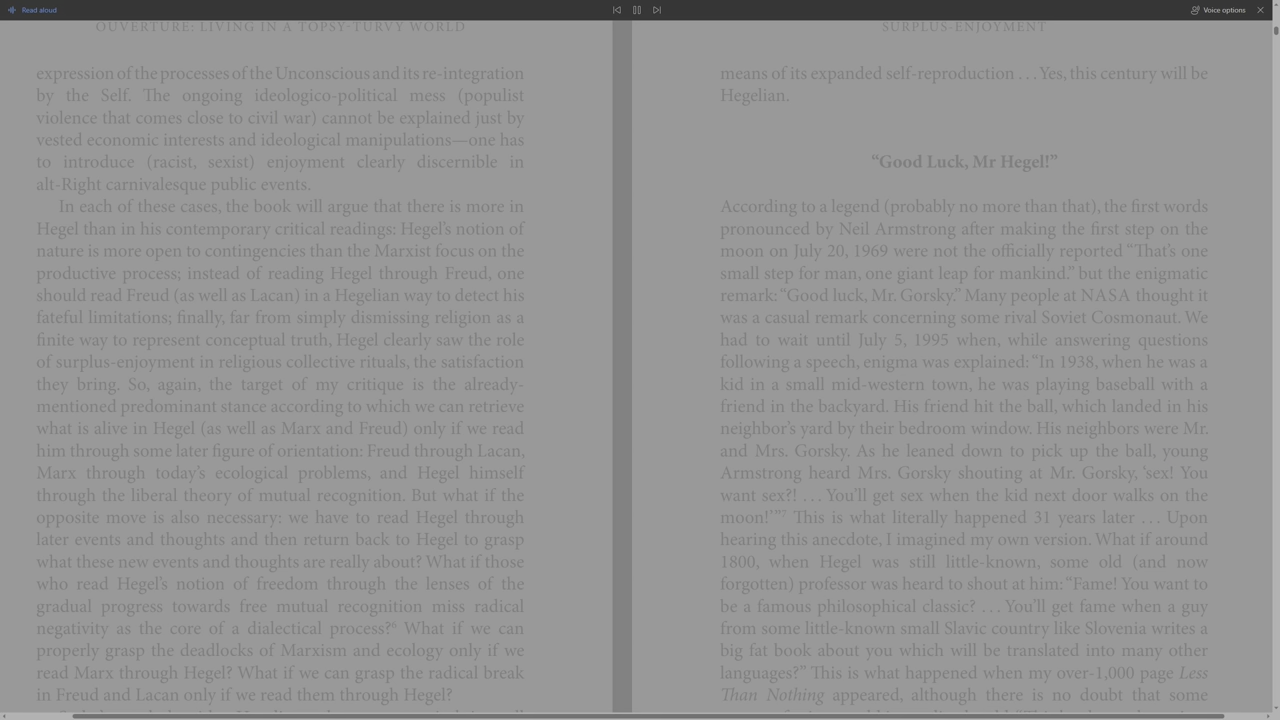 Read aloud
Voice options
OUVERTURE: LIVING IN A TOPSY-TURVY WORLD
expression of the processes of the Unconscious and its re-integration
by the Self. The ongoing ideologico-political mess (populist
violence that comes close to civil war) cannot be explained just by
vested economic interests and ideological manipulations—one has
to introduce (racist, sexist) enjoyment clearly discernible in
alt-Right carnivalesque public events.
In each of these cases, the book will argue that there is more in
Hegel than in his contemporary critical readings: Hegel's notion of
nature is more open to contingencies than the Marxist focus on the
productive process; instead of reading Hegel through Freud, one
should read Freud (as well as Lacan) in a Hegelian way to detect his
fateful limitations; finally, far from simply dismissing religion as a
finite way to represent conceptual truth, Hegel clearly saw the role
of surplus-enjoyment in religious collective rituals, the satisfaction
they bring. So, again, the target of my critique is the already-
mentioned predominant stance according to which we can retrieve
what is alive in Hegel (as well as Marx and Freud) only if we read
him through some later figure of orientation: Freud through Lacan,
Marx through today's ecological problems, and Hegel himself
through the liberal theory of mutual recognition. But what if the
opposite move is also necessary: we have to read Hegel through
later events and thoughts and then return back to Hegel to grasp
what these new events and thoughts are really about? What if those
who read Hegel's notion of freedom through the lenses of the
gradual progress towards free mutual recognition miss radical
negativity as the core of a dialectical process?⁶ What if we can
properly grasp the deadlocks of Marxism and ecology only if we
read Marx through Hegel? What if we can grasp the radical break
in Freud and Lacan only if we read them through Hegel?
SURPLUS-ENJOYMENT
means of its expanded self-reproduction . . . Yes, this century will be
Hegelian.
“Good Luck, Mr Hegel!”
According to a legend (probably no more than that), the first words
pronounced by Neil Armstrong after making the first step on the
moon on July 20, 1969 were not the officially reported “That's one
small step for man, one giant leap for mankind.” but the enigmatic
remark: “Good luck, Mr. Gorsky.” Many people at NASA thought it
was a casual remark concerning some rival Soviet Cosmonaut. We
had to wait until July 5, 1995 when, while answering questions
following a speech, enigma was explained: “In 1938, when he was a
kid in a small mid-western town, he was playing baseball with a
friend in the backyard. His friend hit the ball, which landed in his
neighbor's yard by their bedroom window. His neighbors were Mr.
and Mrs. Gorsky. As he leaned down to pick up the ball, young
Armstrong heard Mrs. Gorsky shouting at Mr. Gorsky, ‘sex! You
want sex?! . . . You'll get sex when the kid next door walks on the
moon!’”⁷ This is what literally happened 31 years later . . . Upon
hearing this anecdote, I imagined my own version. What if around
1800, when Hegel was still little-known, some old (and now
forgotten) professor was heard to shout at him: “Fame! You want to
be a famous philosophical classic? . . . You'll get fame when a guy
from some little-known small Slavic country like Slovenia writes a
big fat book about you which will be translated into many other
languages?” This is what happened when my over-1,000 page Less
Than Nothing appeared, although there is no doubt that some